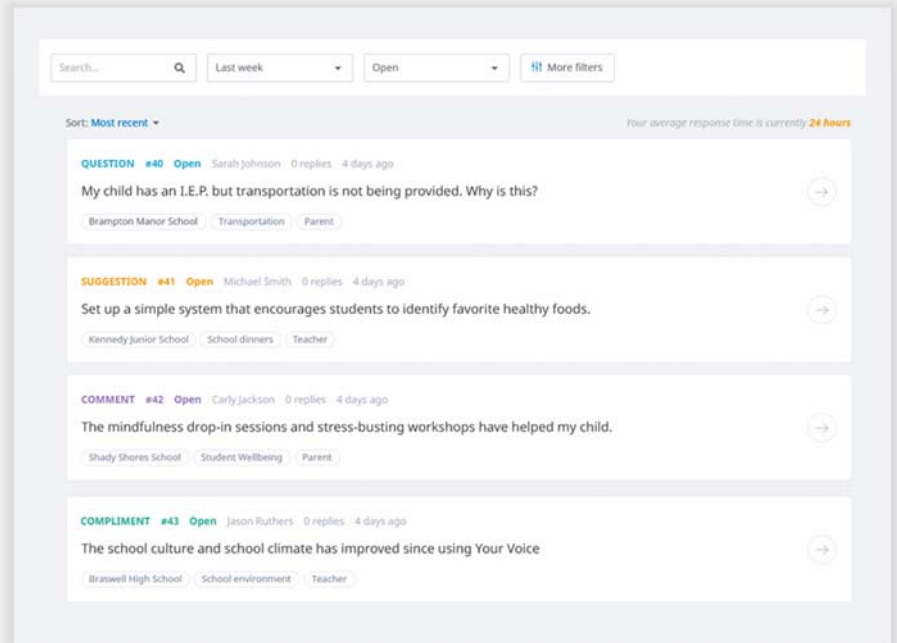 Search...
Last week
Open
More filters
Sort: Most recent
Your average response time is currently 24 hours
QUESTION #40 Open Sarah Johnson 0 replies 4 days ago
My child has an I.E.P. but transportation is not being provided. Why is this?
Brampton Manor School Transportation Parent
SUGGESTION #41 Open Michael Smith 0 replies 4 days ago
Set up a simple system that encourages students to identify favorite healthy foods.
Kennedy Junior School School dinners Teacher
COMMENT #42 Open Carly Jackson 0 replies 4 days ago
The mindfulness drop-in sessions and stress-busting workshops have helped my child.
Shady Shores School Student Wellbeing Parent
COMPLIMENT #43 Open Jason Ruthers 0 replies 4 days ago
The school culture and school climate has improved since using Your Voice
Braswell High School School environment Teacher